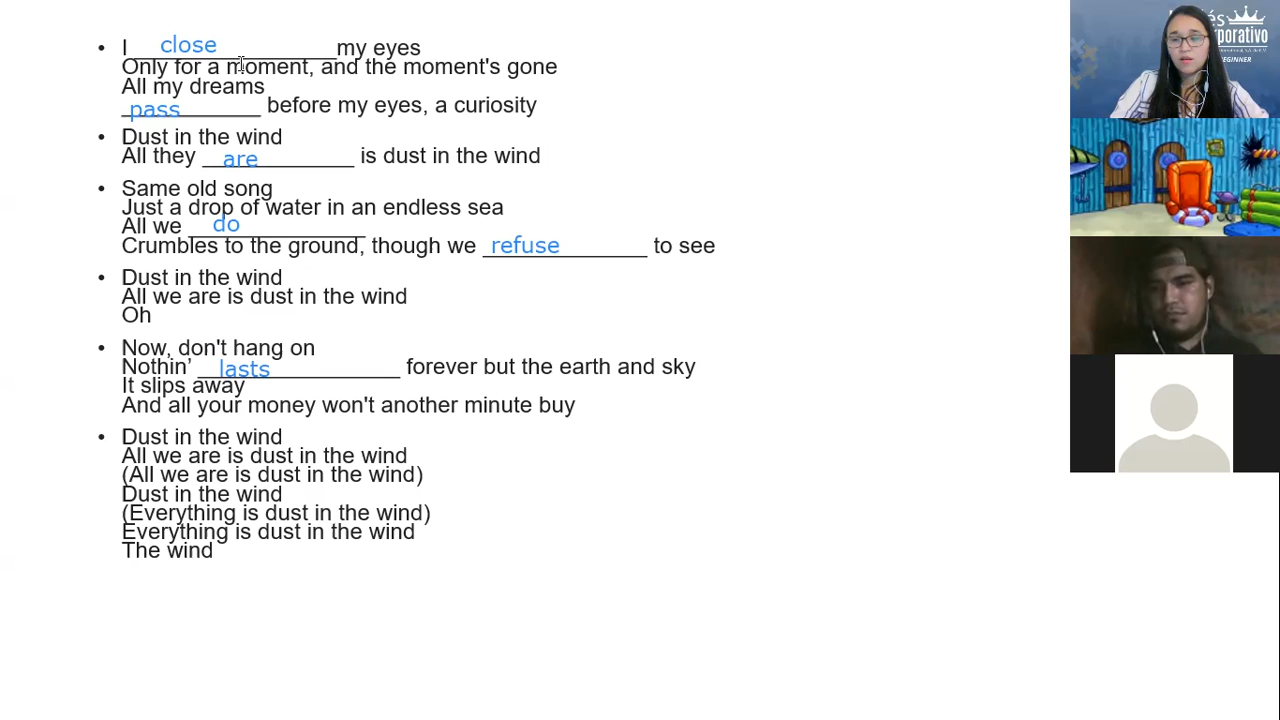 • I close my eyes
Only for a moment, and the moment's gone
All my dreams
pass before my eyes, a curiosity
• Dust in the wind
All they are is dust in the wind
• Same old song
Just a drop of water in an endless sea
All we do
Crumbles to the ground, though we refuse to see
• Dust in the wind
All we are is dust in the wind
Oh
• Now, don't hang on
Nothin’ lasts forever but the earth and sky
It slips away
And all your money won't another minute buy
• Dust in the wind
All we are is dust in the wind
(All we are is dust in the wind)
Dust in the wind
(Everything is dust in the wind)
Everything is dust in the wind
The wind